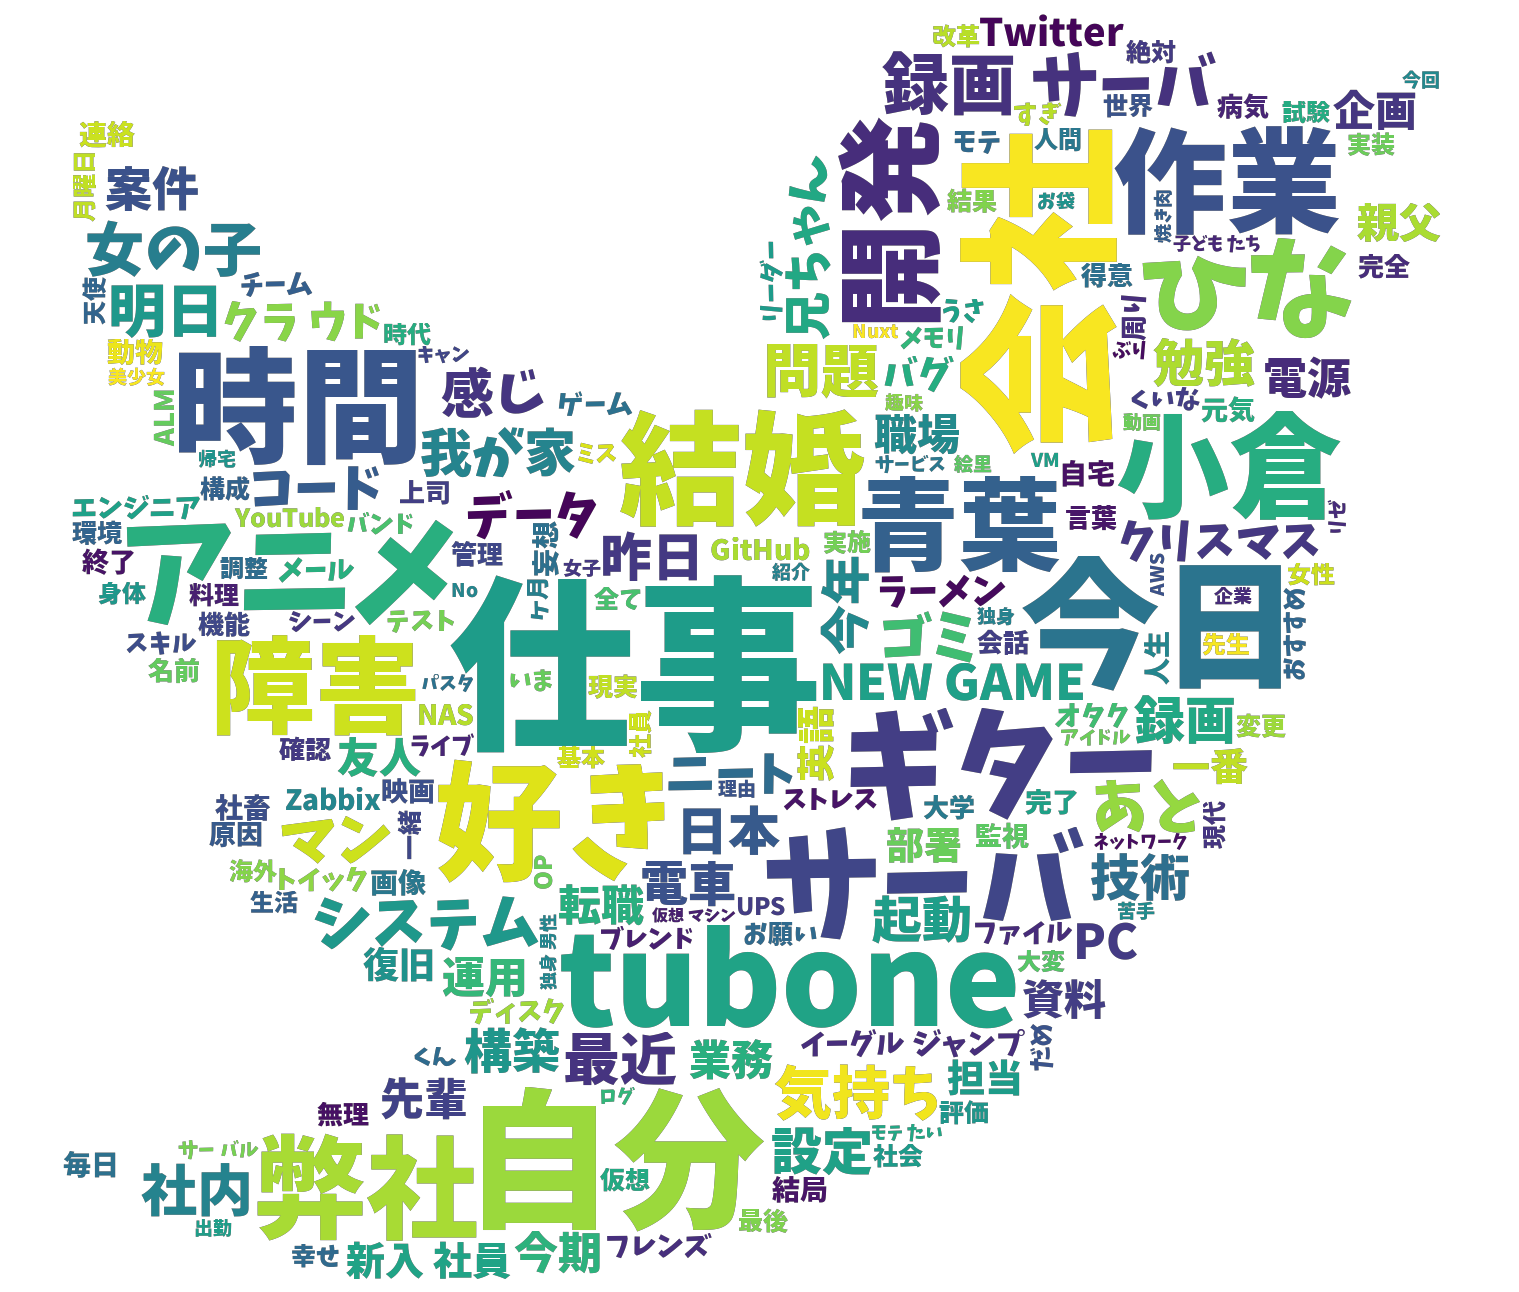 改革
Twitter
絶対
今回
録画
サーバ
世界
病気
試験
企画
すぎ
連絡
モテ
人間
実装
月曜日
案件
開発
会社
作業
兄ちゃん
結果
お袋
焼き肉
親父
女の子
リーダー
子どもたち
完全
天使
チーム
得意
ひな
明日
クラウド
時代
うさ
周り
動物
キャン
Nuxt
メモリ
ぶり
美少女
時間
感じ
問題
バグ
勉強
電源
ALM
ゲーム
趣味
くいな
元気
我が家
ミス
結婚
職場
動画
小倉
帰宅
サービス
絵里
VM
自宅
構成
コード
上司
データ
青葉
言葉
ゼリ
エンジニア
YouTube
バンド
クリスマス
環境
アニメ
妄想
昨日
GitHub
実施
終了
調整
メール
管理
女子
紹介
今年
AWS
女性
身体
料理
No
ヶ月
全て
ラーメン
今日
企業
おすすめ
機能
シーン
テスト
仕事
ゴミ
独身
スキル
会話
人生
先生
名前
障害
パスタ
いま
現実
NEW GAME
NAS
社員
英語
ギター
オタク
録画
変更
確認
友人
ライブ
基本
アイドル
好き
ニート
一番
社畜
Zabbix
映画
理由
ストレス
大学
完了
あと
現代
原因
マン
一緒
日本
サーバ
部署
監視
ネットワーク
海外
トイック
画像
OP
電車
技術
生活
システム
転職
仮想 マシン
UPS
起動
苦手
独身 男性
ブレンド
お願い
ファイル
PC
復旧
運用
tubone
大変
ディスク
資料
くん
構築
最近
業務
イーグル ジャンプ
だめ
先輩
気持ち
担当
無理
自分
ログ
評価
サーバル
弊社
設定
モテたい
毎日
社内
仮想
社会
結局
出勤
最後
幸せ
新入 社員
今期
フレンズ